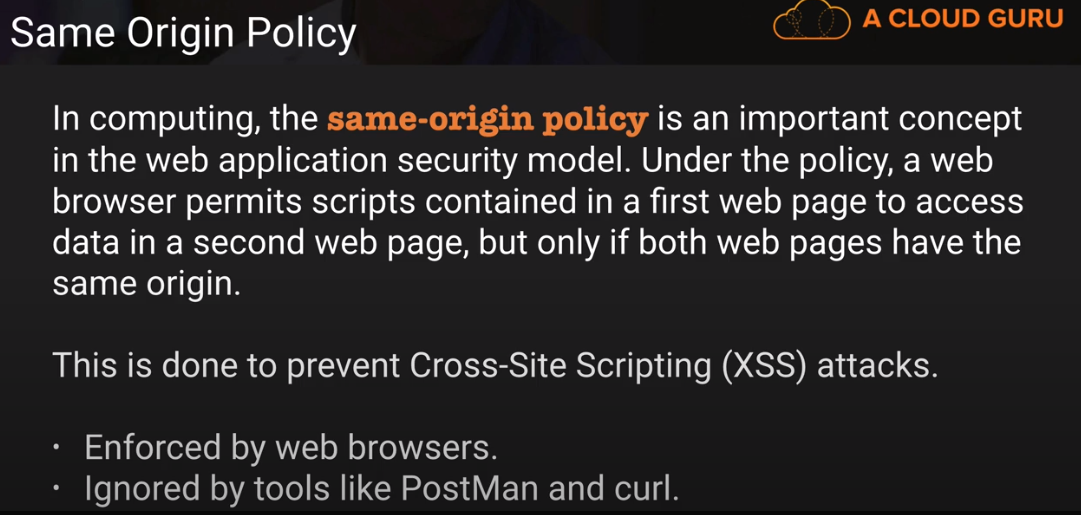 Same Origin Policy
A CLOUD GURU
In computing, the same-origin policy is an important concept
in the web application security model. Under the policy, a web
browser permits scripts contained in a first web page to access
data in a second web page, but only if both web pages have the
same origin.
This is done to prevent Cross-Site Scripting (XSS) attacks.
· Enforced by web browsers.
· Ignored by tools like PostMan and curl.